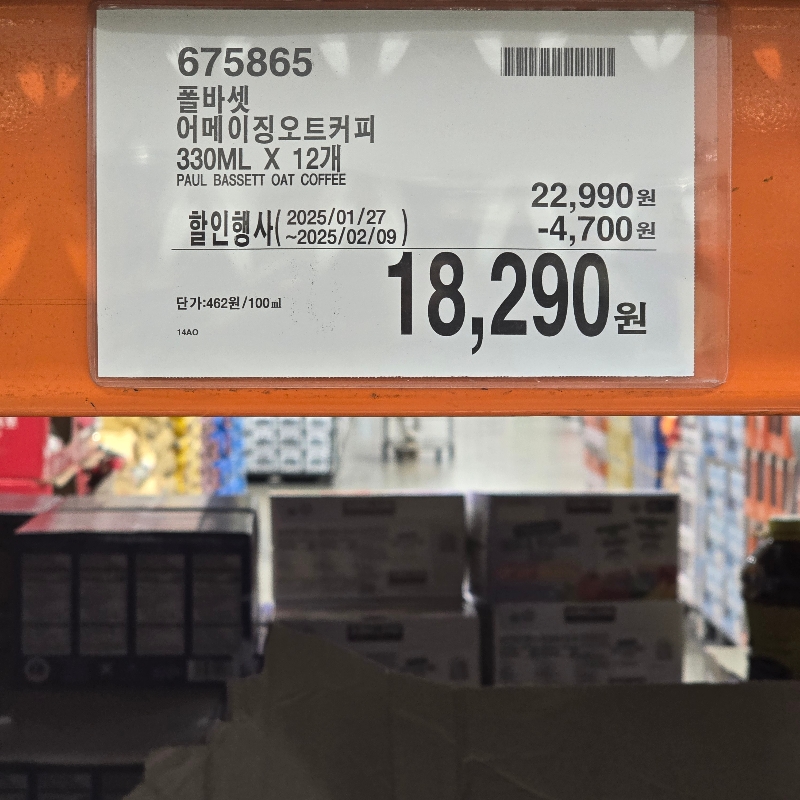 675865
폴바셋
어메이징오트커피
330ML X 12개
PAUL BASSETT OAT COFFEE
22,990원
할인행사( 2025/01/27 ~2025/02/09 )
-4,700원
18,290원
단가:462원/100㎖
14AO